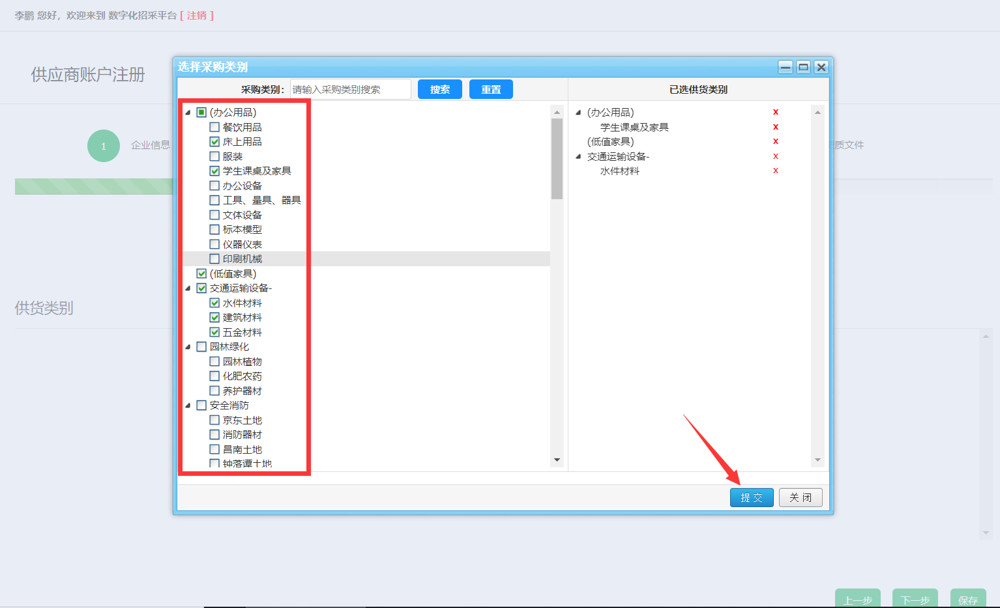 李鹏 您好，欢迎来到 数字化招采平台 [ 注销 ]
供应商账户注册
1
企业信息
质文件
供货类别
选择采购类别
采购类别：
请输入采购类别搜索
搜索
重置
(办公用品)
餐饮用品
床上用品
服装
学生课桌及家具
办公设备
工具、量具、器具
文体设备
标本模型
仪器仪表
印刷机械
(低值家具)
交通运输设备-
水件材料
建筑材料
五金材料
园林绿化
园林植物
化肥农药
养护器材
安全消防
京东土地
消防器材
昌南土地
钟落谭土地
已选供货类别
(办公用品) x
学生课桌及家具 x
(低值家具) x
交通运输设备- x
水件材料 x
提 交
关 闭
上一步
下一步
保存